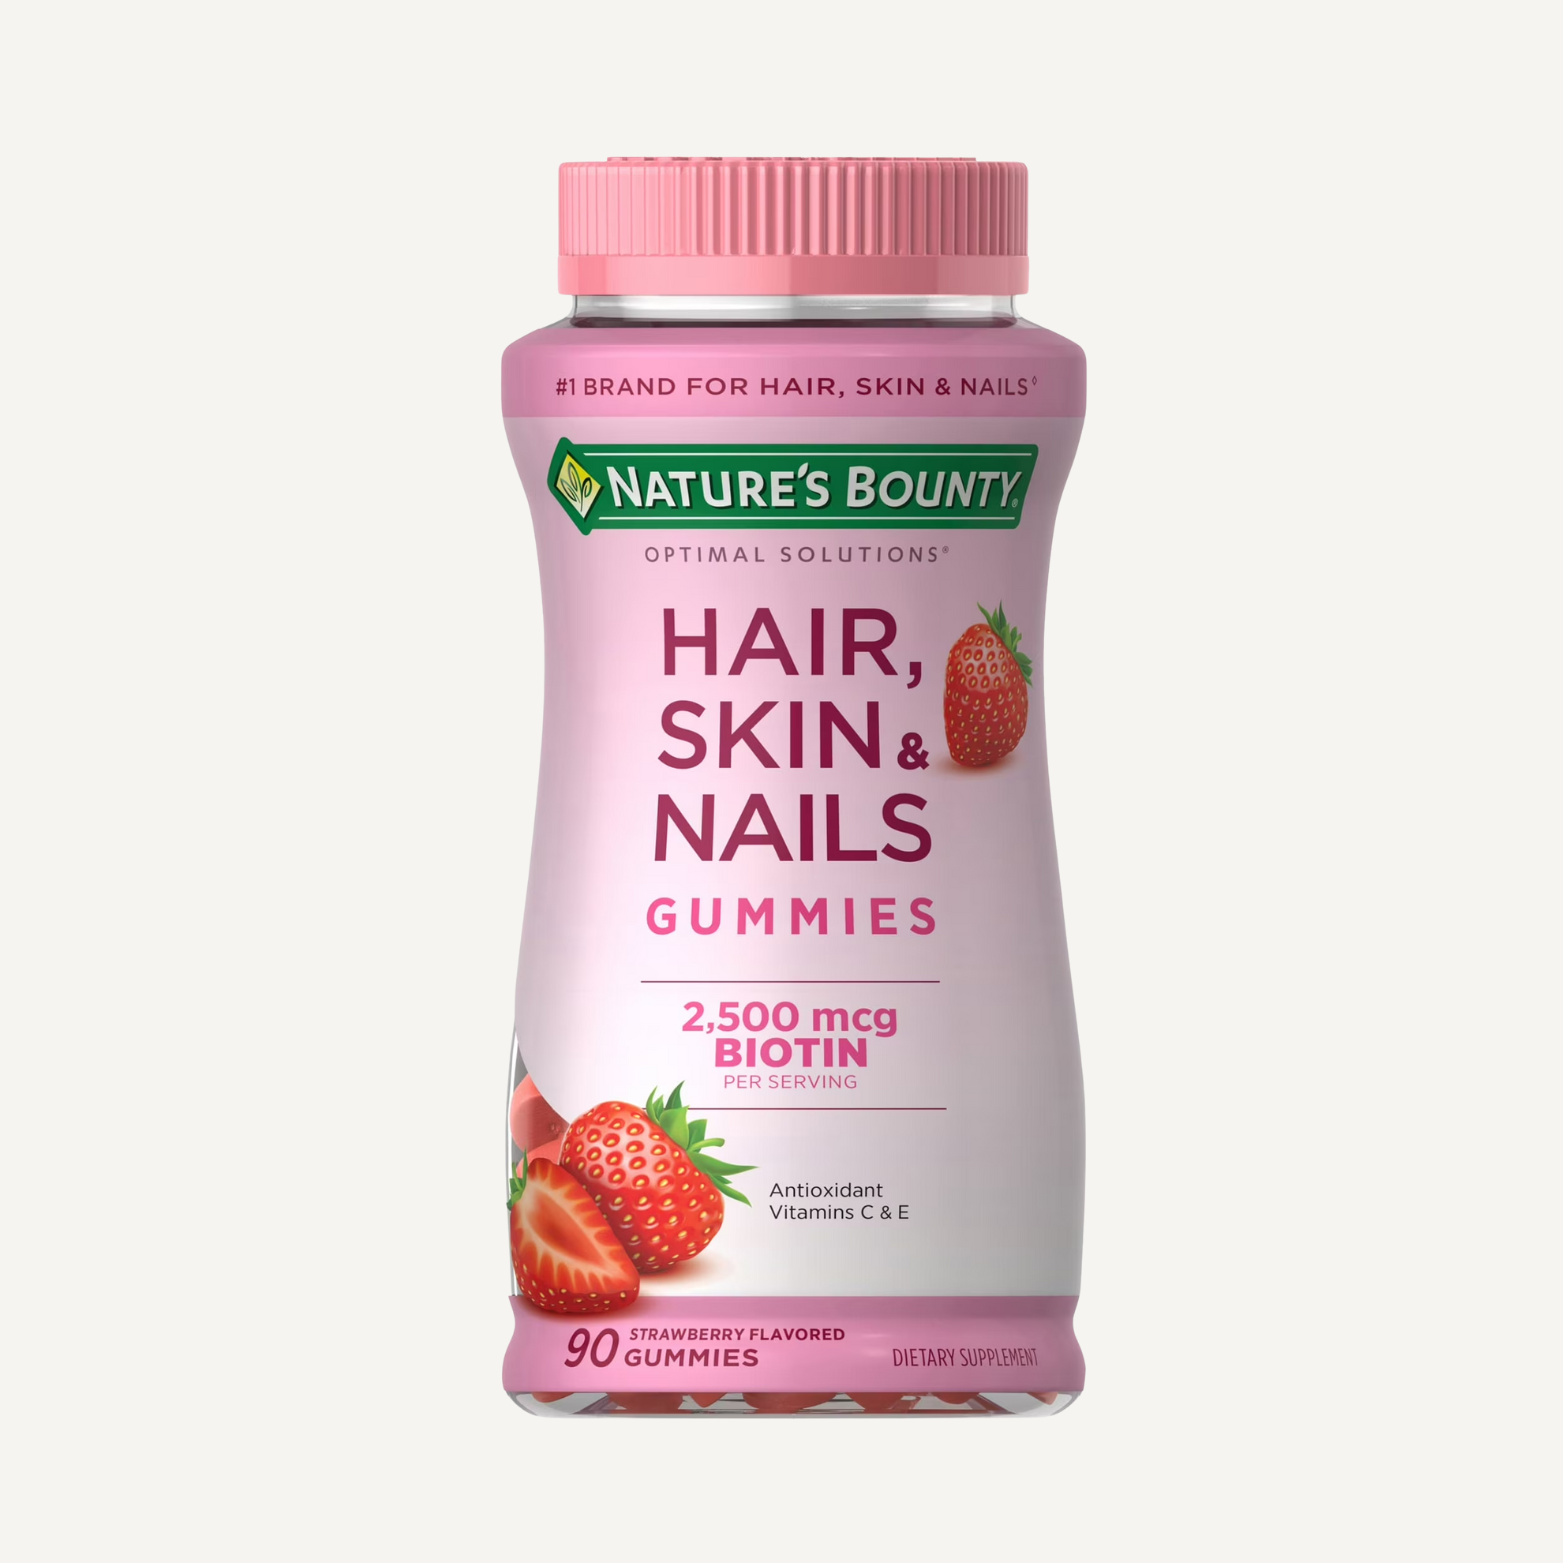 #1 BRAND FOR HAIR, SKIN & NAILS◊
NATURE'S BOUNTY®
OPTIMAL SOLUTIONS®
HAIR,
SKIN &
NAILS
GUMMIES
2,500 mcg
BIOTIN
PER SERVING
Antioxidant
Vitamins C & E
90 STRAWBERRY FLAVORED
GUMMIES
DIETARY SUPPLEMENT